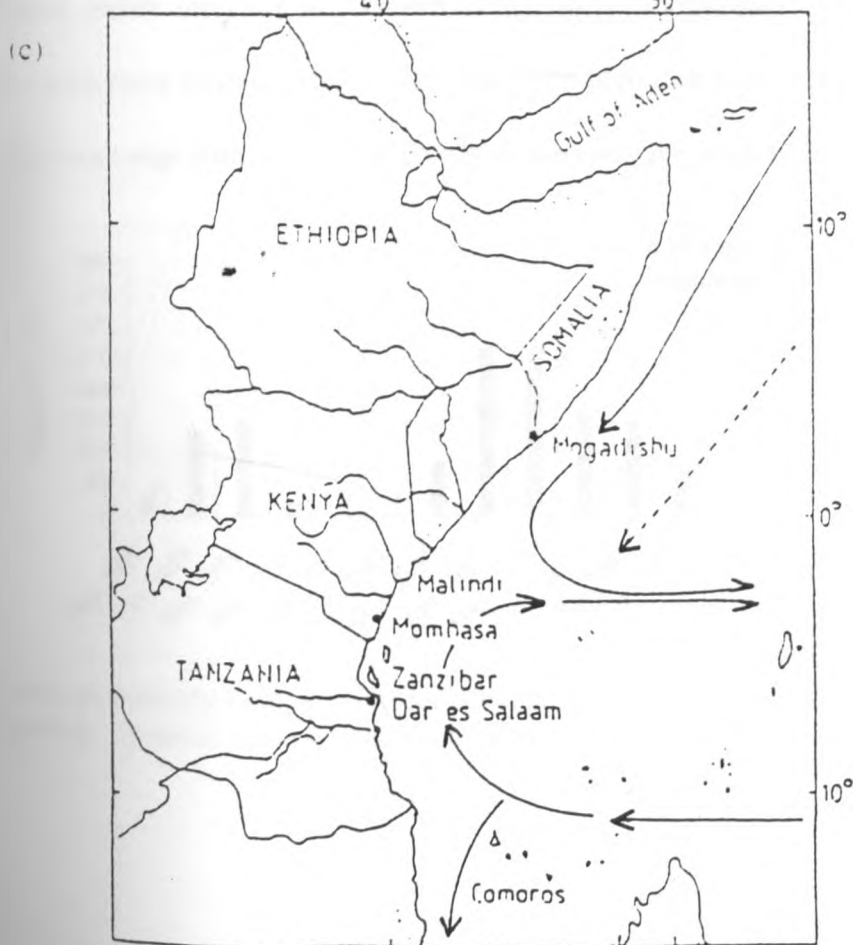 (c)
Gulf of Aden
10°
ETHIOPIA
SOMALIA
Mogadishu
KENYA
0°
Malindi
Mombasa
TANZANIA
Zanzibar
Dar es Salaam
10°
Comoros